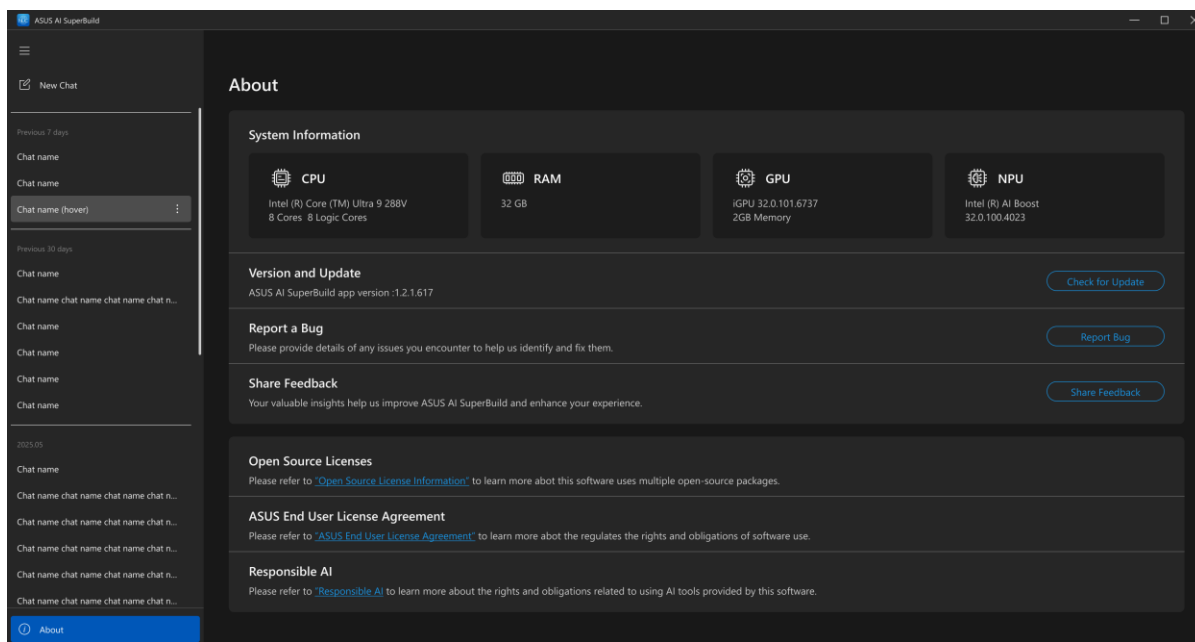 ASUS AI SuperBuild
New Chat
Previous 7 days
Chat name
Chat name
Chat name (hover)
Previous 30 days
Chat name
Chat name chat name chat name chat n...
Chat name
Chat name
Chat name
Chat name
2025.05
Chat name
Chat name chat name chat name chat n...
Chat name chat name chat name chat n...
Chat name chat name chat name chat n...
Chat name chat name chat name chat n...
Chat name chat name chat name chat n...
About
About
System Information
CPU
Intel (R) Core (TM) Ultra 9 288V
8 Cores 8 Logic Cores
RAM
32 GB
GPU
iGPU 32.0.101.6737
2GB Memory
NPU
Intel (R) AI Boost
32.0.100.4023
Version and Update
ASUS AI SuperBuild app version :1.2.1.617
Check for Update
Report a Bug
Please provide details of any issues you encounter to help us identify and fix them.
Report Bug
Share Feedback
Your valuable insights help us improve ASUS AI SuperBuild and enhance your experience.
Share Feedback
Open Source Licenses
Please refer to "Open Source License Information" to learn more abot this software uses multiple open-source packages.
ASUS End User License Agreement
Please refer to "ASUS End User License Agreement" to learn more abot the regulates the rights and obligations of software use.
Responsible AI
Please refer to "Responsible AI to learn more about the rights and obligations related to using AI tools provided by this software.